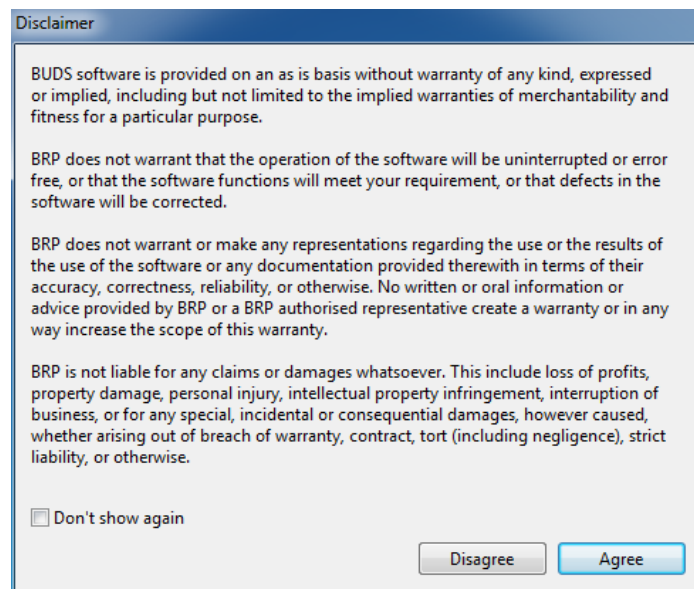 Disclaimer
BUDS software is provided on an as is basis without warranty of any kind, expressed
or implied, including but not limited to the implied warranties of merchantability and
fitness for a particular purpose.
BRP does not warrant that the operation of the software will be uninterrupted or error
free, or that the software functions will meet your requirement, or that defects in the
software will be corrected.
BRP does not warrant or make any representations regarding the use or the results of
the use of the software or any documentation provided therewith in terms of their
accuracy, correctness, reliability, or otherwise. No written or oral information or
advice provided by BRP or a BRP authorised representative create a warranty or in any
way increase the scope of this warranty.
BRP is not liable for any claims or damages whatsoever. This include loss of profits,
property damage, personal injury, intellectual property infringement, interruption of
business, or for any special, incidental or consequential damages, however caused,
whether arising out of breach of warranty, contract, tort (including negligence), strict
liability, or otherwise.
Don't show again
Disagree Agree